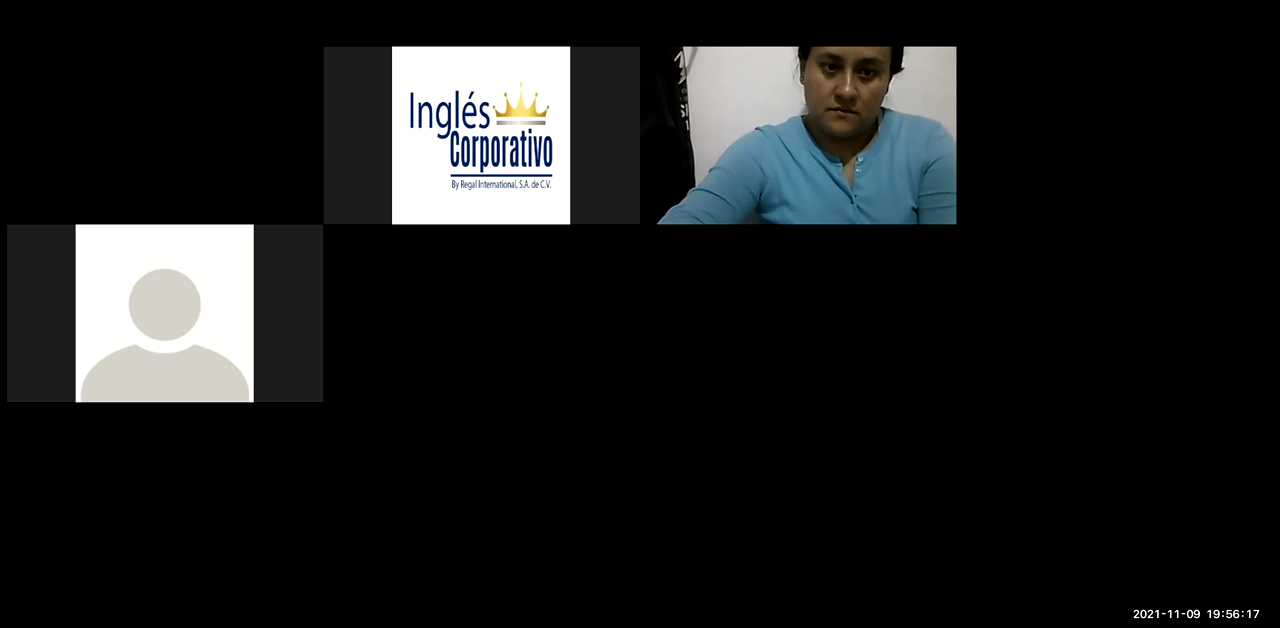 Inglés
Corporativo
By Regal International, S.A. de C.V.
2021-11-09 19:56:17